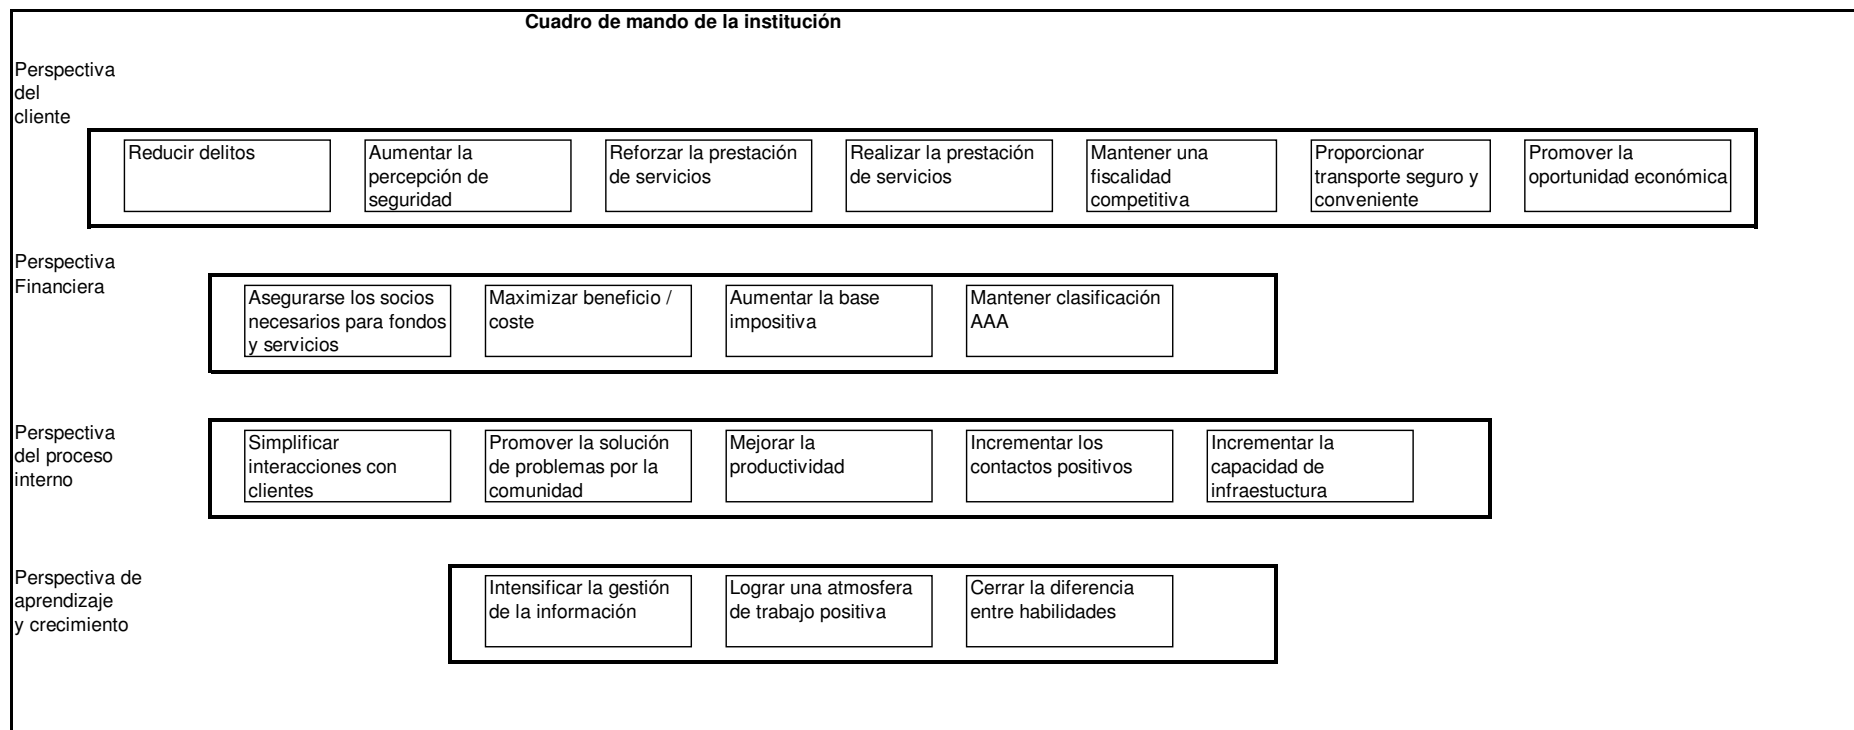 Cuadro de mando de la institución
Perspectiva
del
cliente
Reducir delitos
Aumentar la
percepción de
seguridad
Reforzar la prestación
de servicios
Realizar la prestación
de servicios
Mantener una
fiscalidad
competitiva
Proporcionar
transporte seguro y
conveniente
Promover la
oportunidad económica
Perspectiva
Financiera
Asegurarse los socios
necesarios para fondos
y servicios
Maximizar beneficio /
coste
Aumentar la base
impositiva
Mantener clasificación
AAA
Perspectiva
del proceso
interno
Simplificar
interacciones con
clientes
Promover la solución
de problemas por la
comunidad
Mejorar la
productividad
Incrementar los
contactos positivos
Incrementar la
capacidad de
infraestuctura
Perspectiva de
aprendizaje
y crecimiento
Intensificar la gestión
de la información
Lograr una atmosfera
de trabajo positiva
Cerrar la diferencia
entre habilidades